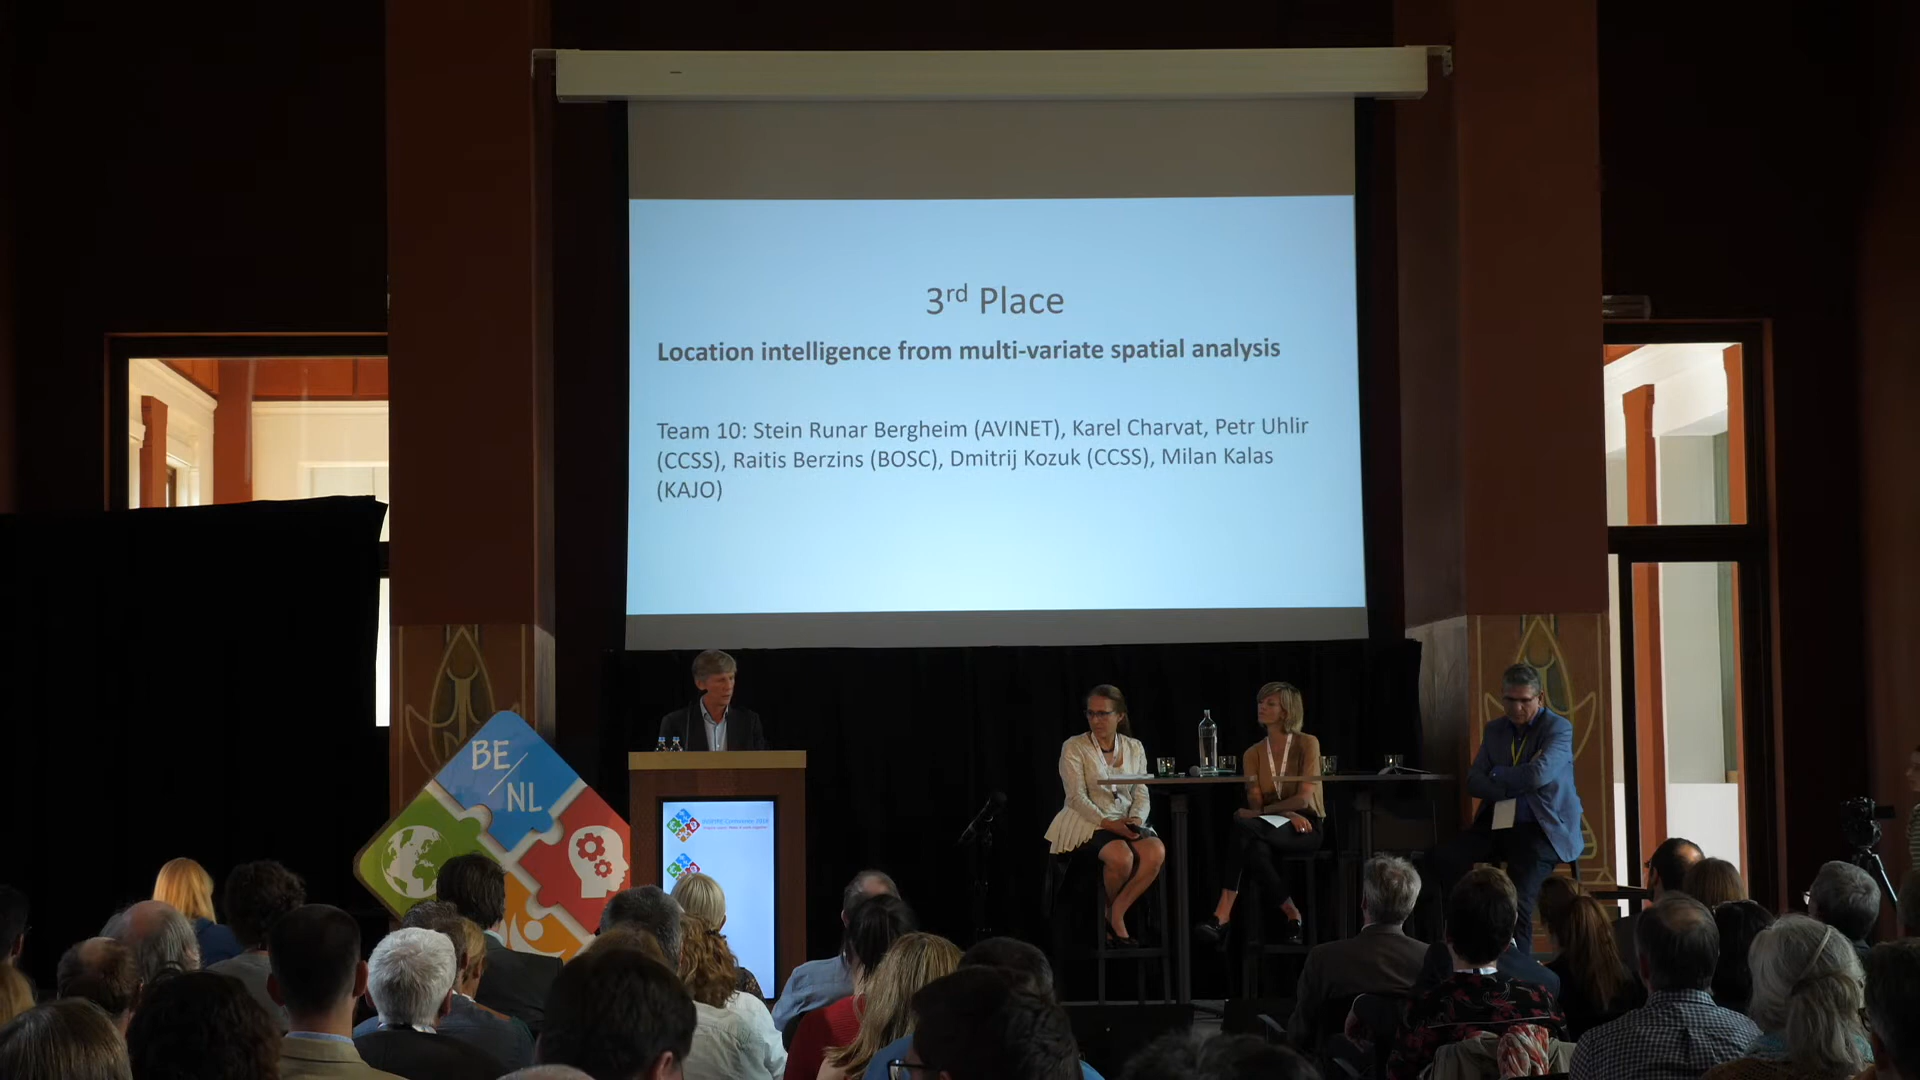 3rd Place
Location intelligence from multi-variate spatial analysis
Team 10: Stein Runar Bergheim (AVINET), Karel Charvat, Petr Uhlir
(CCSS), Raitis Berzins (BOSC), Dmitrij Kozuk (CCSS), Milan Kalas
(KAJO)
BE/
NL